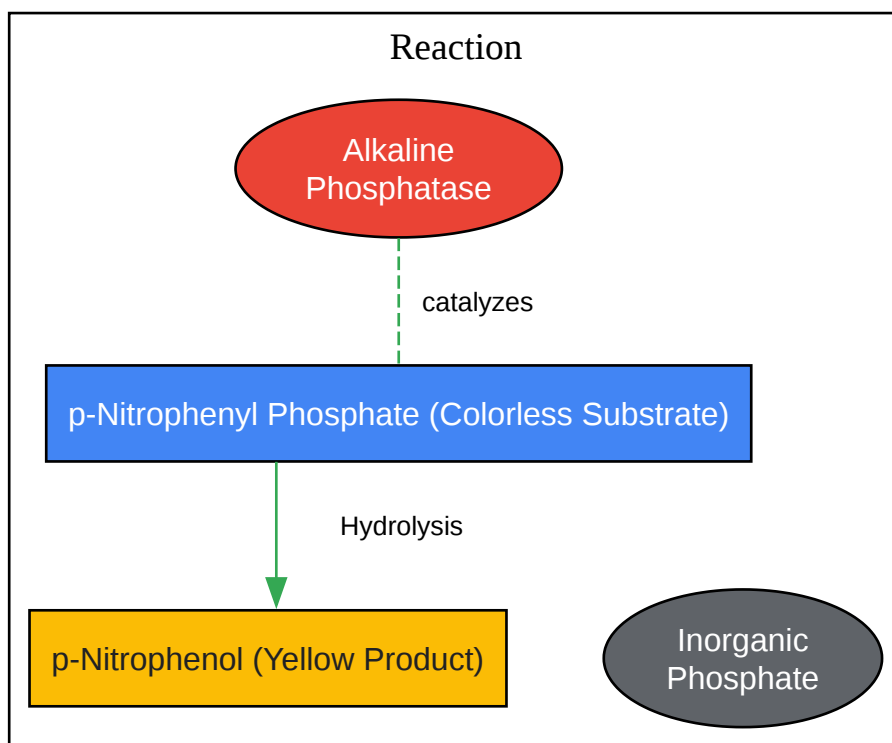 Reaction
Alkaline
Phosphatase
catalyzes
p-Nitrophenyl Phosphate (Colorless Substrate)
Hydrolysis
p-Nitrophenol (Yellow Product)
Inorganic
Phosphate